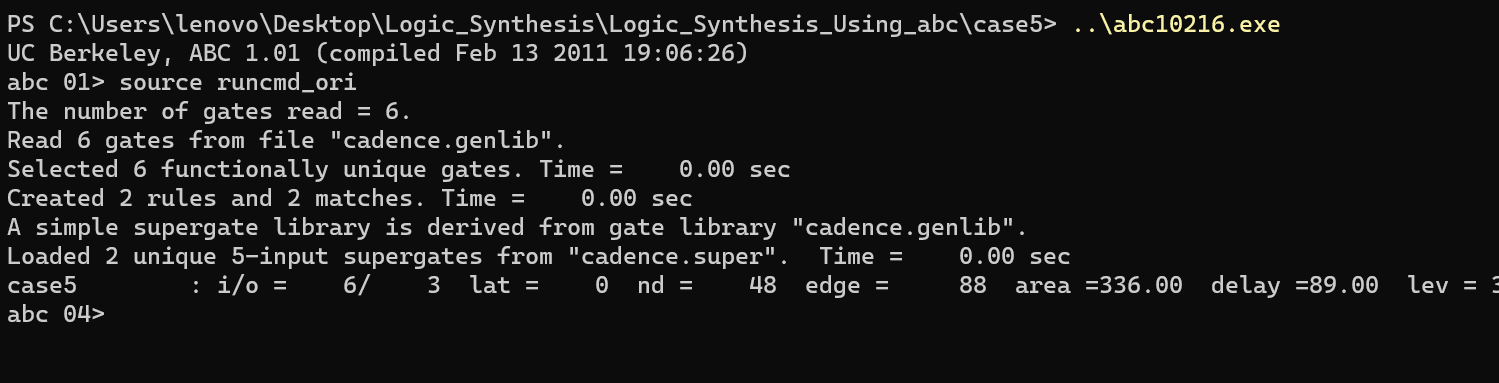 PS C:\Users\lenovo\Desktop\Logic_Synthesis\Logic_Synthesis_Using_abc\case5> ..\abc10216.exe
UC Berkeley, ABC 1.01 (compiled Feb 13 2011 19:06:26)
abc 01> source runcmd_ori
The number of gates read = 6.
Read 6 gates from file "cadence.genlib".
Selected 6 functionally unique gates. Time =    0.00 sec
Created 2 rules and 2 matches. Time =    0.00 sec
A simple supergate library is derived from gate library "cadence.genlib".
Loaded 2 unique 5-input supergates from "cadence.super".  Time =    0.00 sec
case5        : i/o =    6/    3  lat =    0  nd =    48  edge =     88  area =336.00  delay =89.00  lev =
abc 04>